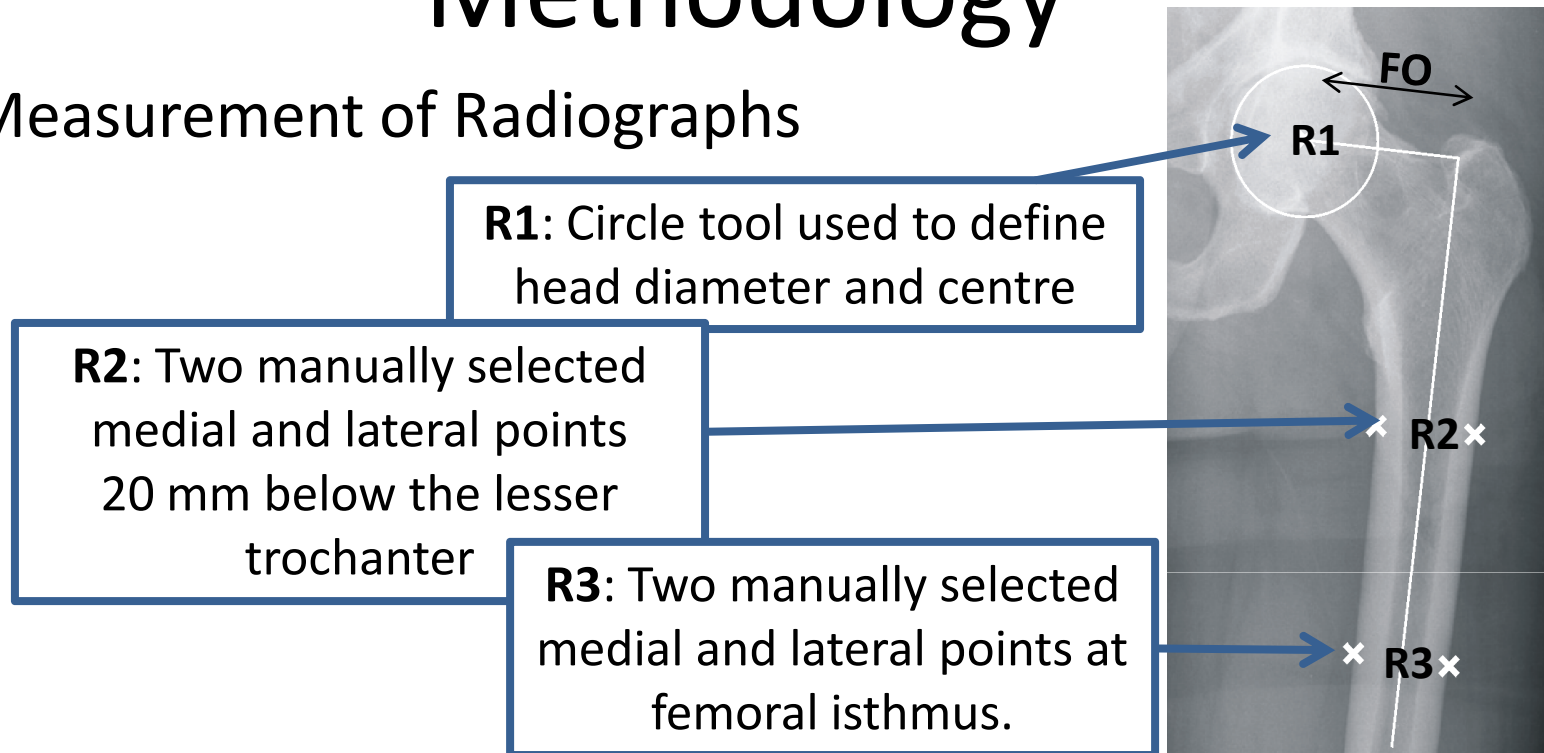 Methodology
Measurement of Radiographs
FO
R1
R1: Circle tool used to define
head diameter and centre
R2: Two manually selected
medial and lateral points
20 mm below the lesser
trochanter
R2
R3: Two manually selected
medial and lateral points at
femoral isthmus.
R3